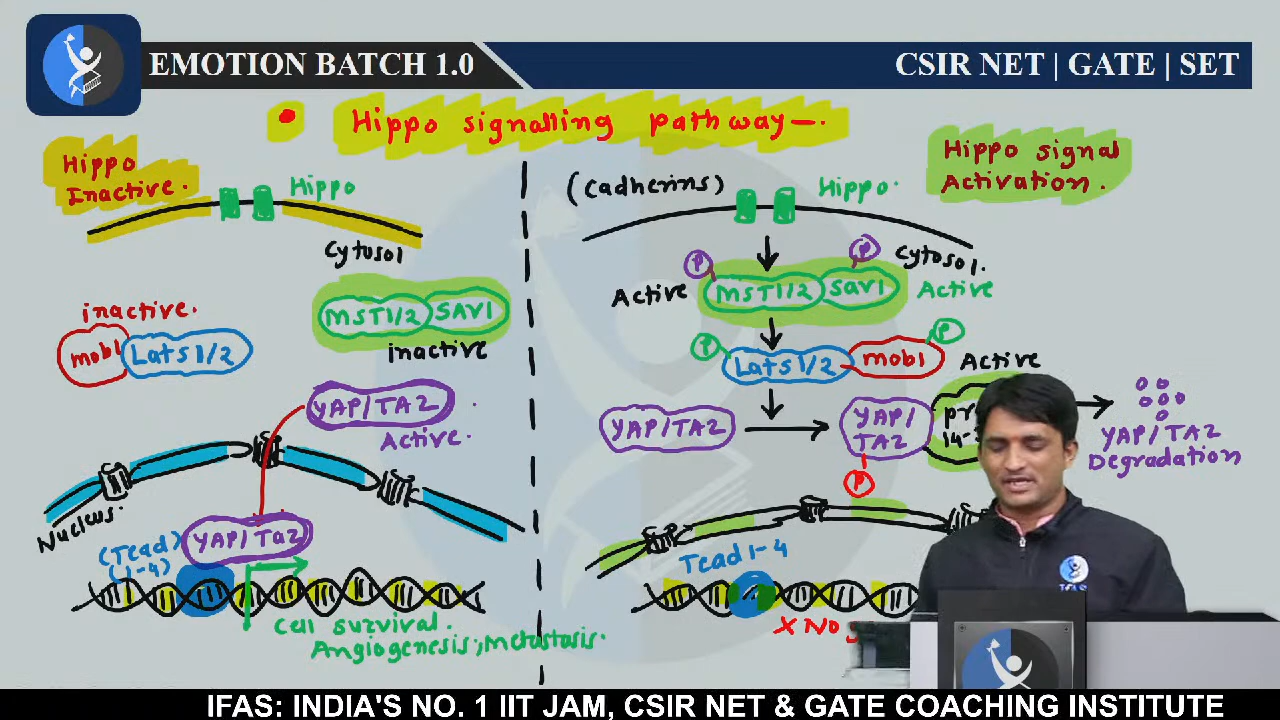 EMOTION BATCH 1.0
CSIR NET | GATE | SET
Hippo signalling pathway—.
Hippo
Inactive.
Hippo
Cytosol
inactive.
mob1
Lats1/2
MST1/2
SAV1
inactive
YAP/TAZ
Active.
Nucleus.
(Tead)
(1-4)
YAP/Taz
Cell survival.
Angiogenesis, metastasis.
(Cadherins)
Hippo.
Hippo signal
Activation.
Cytosol.
P
P
Active
MST1/2
Sav1
Active
P
P
Lats1/2
mob1
Active
YAP/TAZ
YAP/
TAZ
14-
P
YAP/TAZ
Degradation
Tead1-4
X No
IFAS
IFAS: INDIA'S NO. 1 IIT JAM, CSIR NET & GATE COACHING INSTITUTE